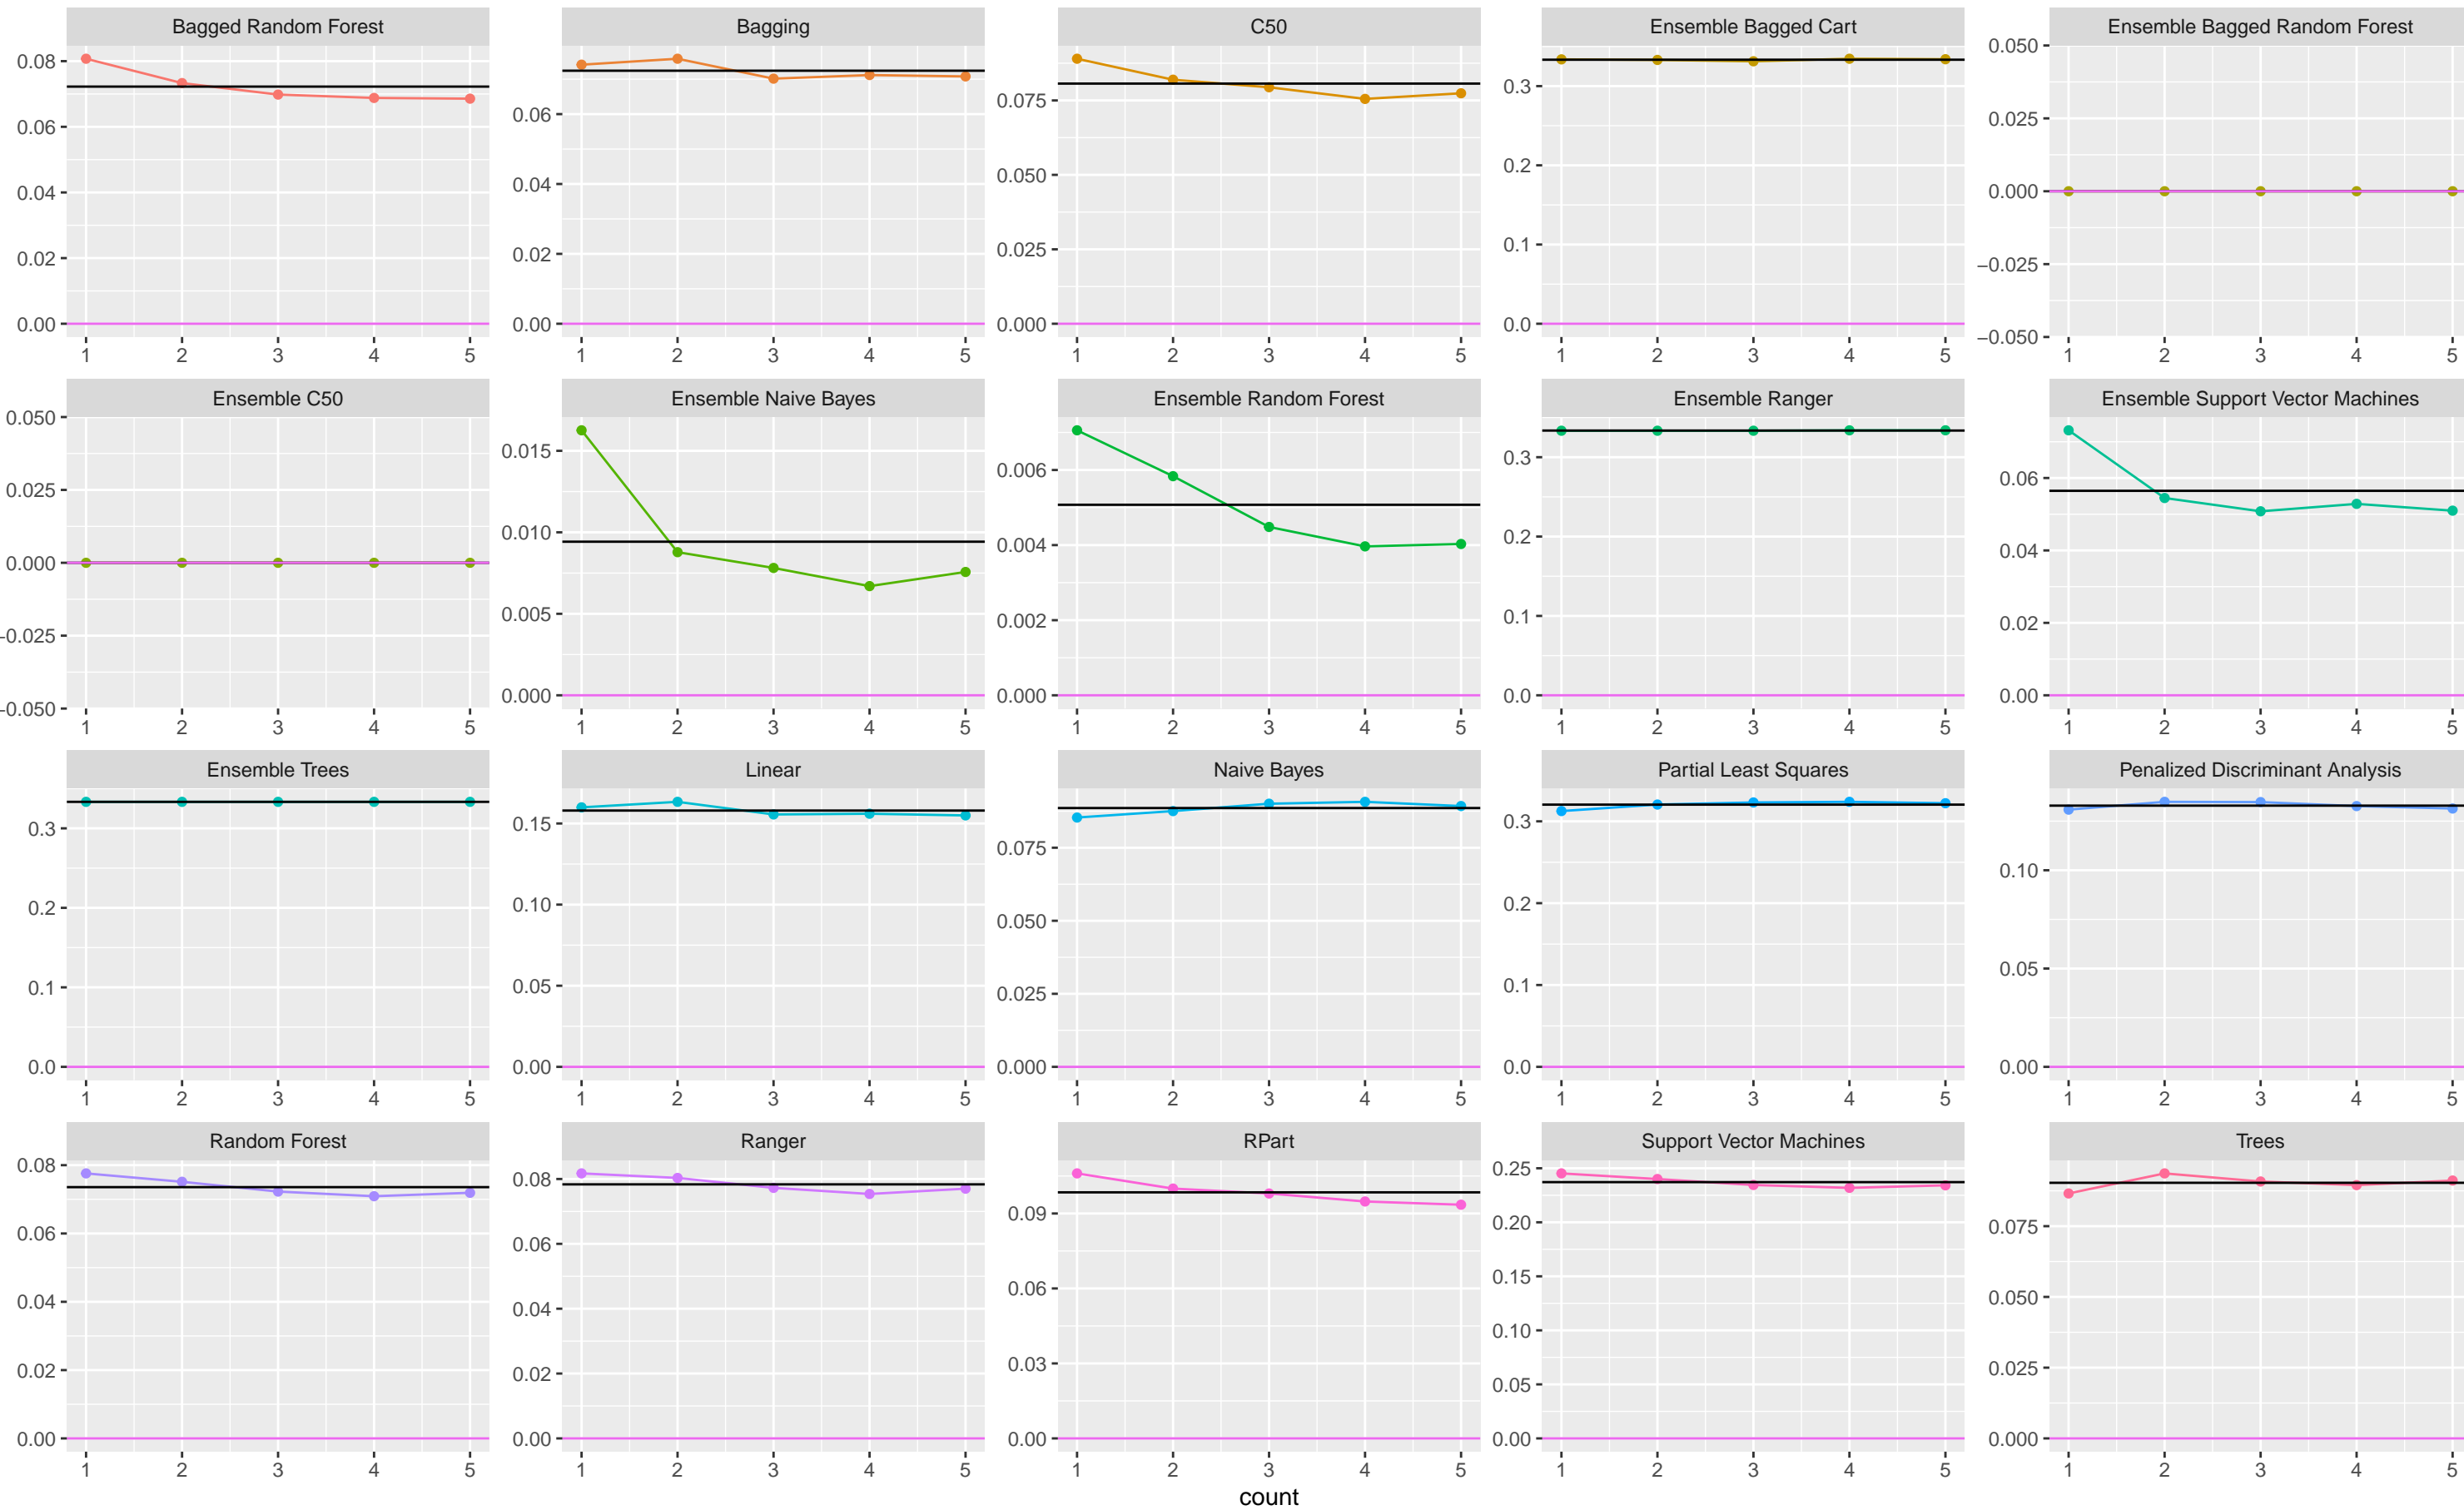 Bagged Random Forest
Bagging
C50
Ensemble Bagged Cart
Ensemble Bagged Random Forest
0.08
0.06
0.04
0.02
0.00
0.06
0.04
0.02
0.00
0.075
0.050
0.025
0.000
0.3
0.2
0.1
0.0
0.050
0.025
0.000
−0.025
−0.050
1 2 3 4 5
1 2 3 4 5
1 2 3 4 5
1 2 3 4 5
1 2 3 4 5
Ensemble C50
Ensemble Naive Bayes
Ensemble Random Forest
Ensemble Ranger
Ensemble Support Vector Machines
0.050
0.025
0.000
−0.025
−0.050
0.015
0.010
0.005
0.000
0.006
0.004
0.002
0.000
0.3
0.2
0.1
0.0
0.06
0.04
0.02
0.00
1 2 3 4 5
1 2 3 4 5
1 2 3 4 5
1 2 3 4 5
1 2 3 4 5
Ensemble Trees
Linear
Naive Bayes
Partial Least Squares
Penalized Discriminant Analysis
0.3
0.2
0.1
0.0
0.15
0.10
0.05
0.00
0.075
0.050
0.025
0.000
0.3
0.2
0.1
0.0
0.10
0.05
0.00
1 2 3 4 5
1 2 3 4 5
1 2 3 4 5
1 2 3 4 5
1 2 3 4 5
Random Forest
Ranger
RPart
Support Vector Machines
Trees
0.08
0.06
0.04
0.02
0.00
0.08
0.06
0.04
0.02
0.00
0.09
0.06
0.03
0.00
0.25
0.20
0.15
0.10
0.05
0.00
0.075
0.050
0.025
0.000
1 2 3 4 5
1 2 3 4 5
1 2 3 4 5
1 2 3 4 5
1 2 3 4 5
count